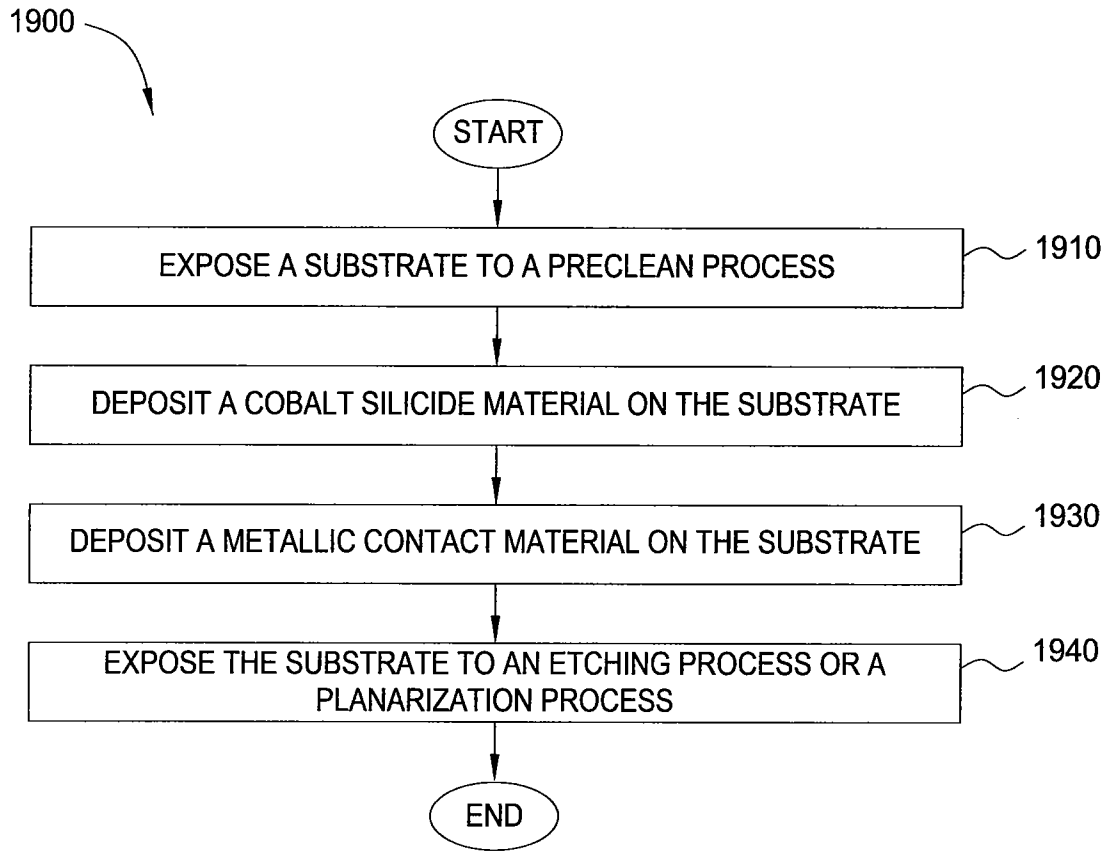 1900
START
EXPOSE A SUBSTRATE TO A PRECLEAN PROCESS
1910
DEPOSIT A COBALT SILICIDE MATERIAL ON THE SUBSTRATE
1920
DEPOSIT A METALLIC CONTACT MATERIAL ON THE SUBSTRATE
1930
EXPOSE THE SUBSTRATE TO AN ETCHING PROCESS OR A
PLANARIZATION PROCESS
1940
END